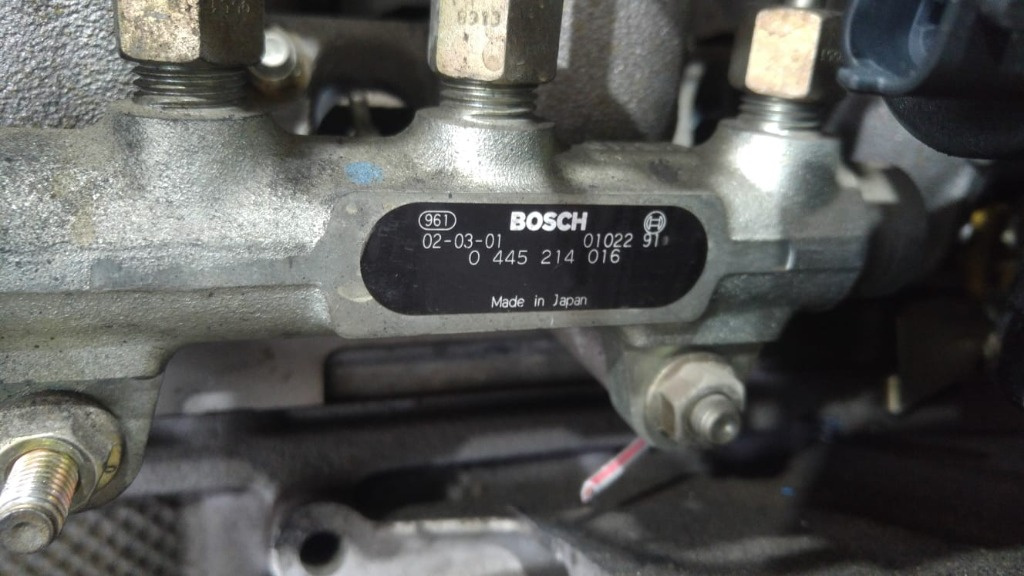 961 BOSCH
02-03-01 01022 91
0 445 214 016
Made in Japan